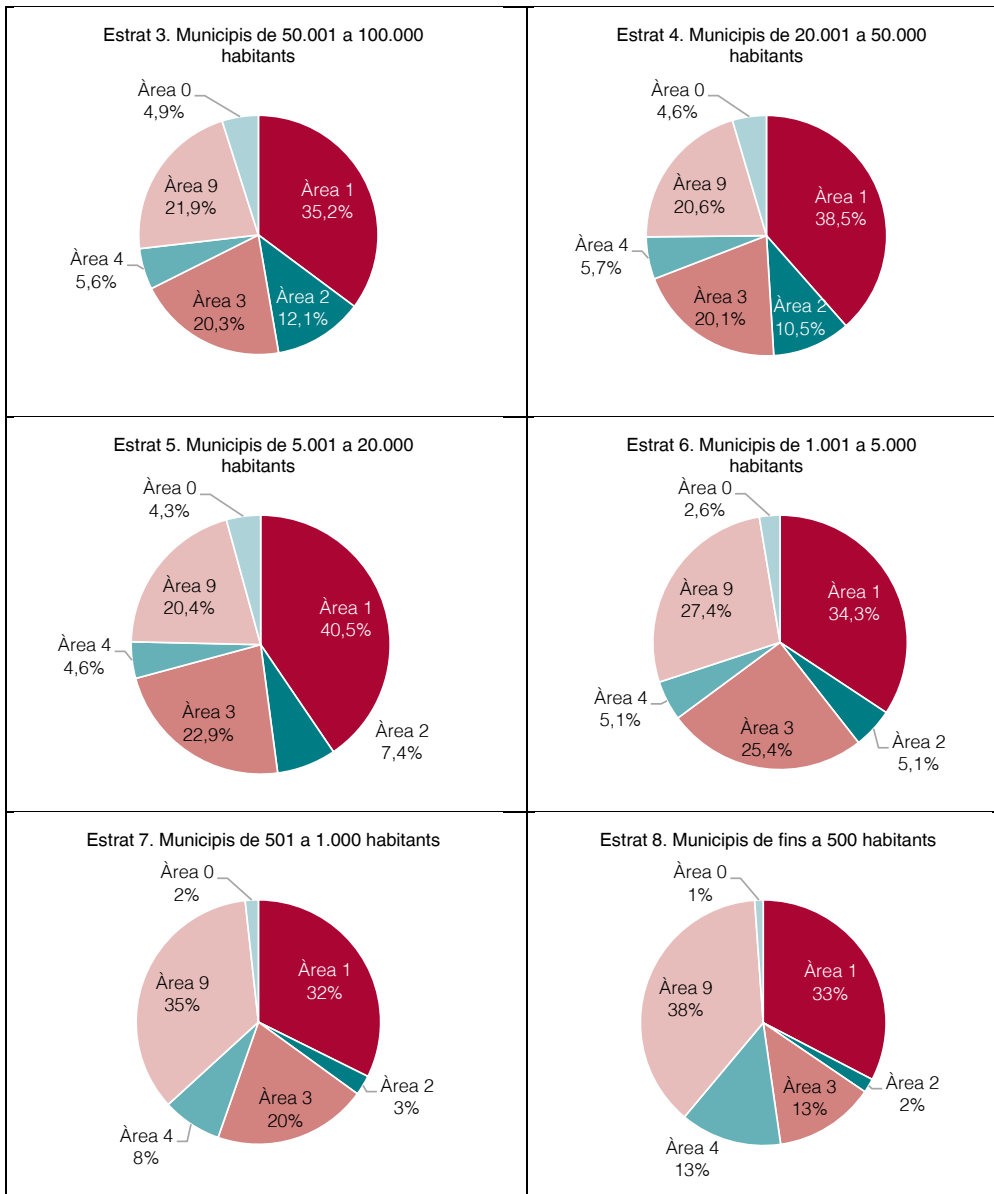 Estrat 3. Municipis de 50.001 a 100.000
habitants
Àrea 0
4,9%
Àrea 1
35,2%
Àrea 9
21,9%
Àrea 4
5,6%
Àrea 3
20,3%
Àrea 2
12,1%
Estrat 4. Municipis de 20.001 a 50.000
habitants
Àrea 0
4,6%
Àrea 1
38,5%
Àrea 9
20,6%
Àrea 4
5,7%
Àrea 3
20,1%
Àrea 2
10,5%
Estrat 5. Municipis de 5.001 a 20.000
habitants
Àrea 0
4,3%
Àrea 9
20,4%
Àrea 1
40,5%
Àrea 4
4,6%
Àrea 3
22,9%
Àrea 2
7,4%
Estrat 6. Municipis de 1.001 a 5.000
habitants
Àrea 0
2,6%
Àrea 9
27,4%
Àrea 1
34,3%
Àrea 4
5,1%
Àrea 3
25,4%
Àrea 2
5,1%
Estrat 7. Municipis de 501 a 1.000 habitants
Àrea 0
2%
Àrea 1
32%
Àrea 9
35%
Àrea 2
3%
Àrea 3
20%
Àrea 4
8%
Estrat 8. Municipis de fins a 500 habitants
Àrea 0
1%
Àrea 1
33%
Àrea 9
38%
Àrea 2
2%
Àrea 3
13%
Àrea 4
13%